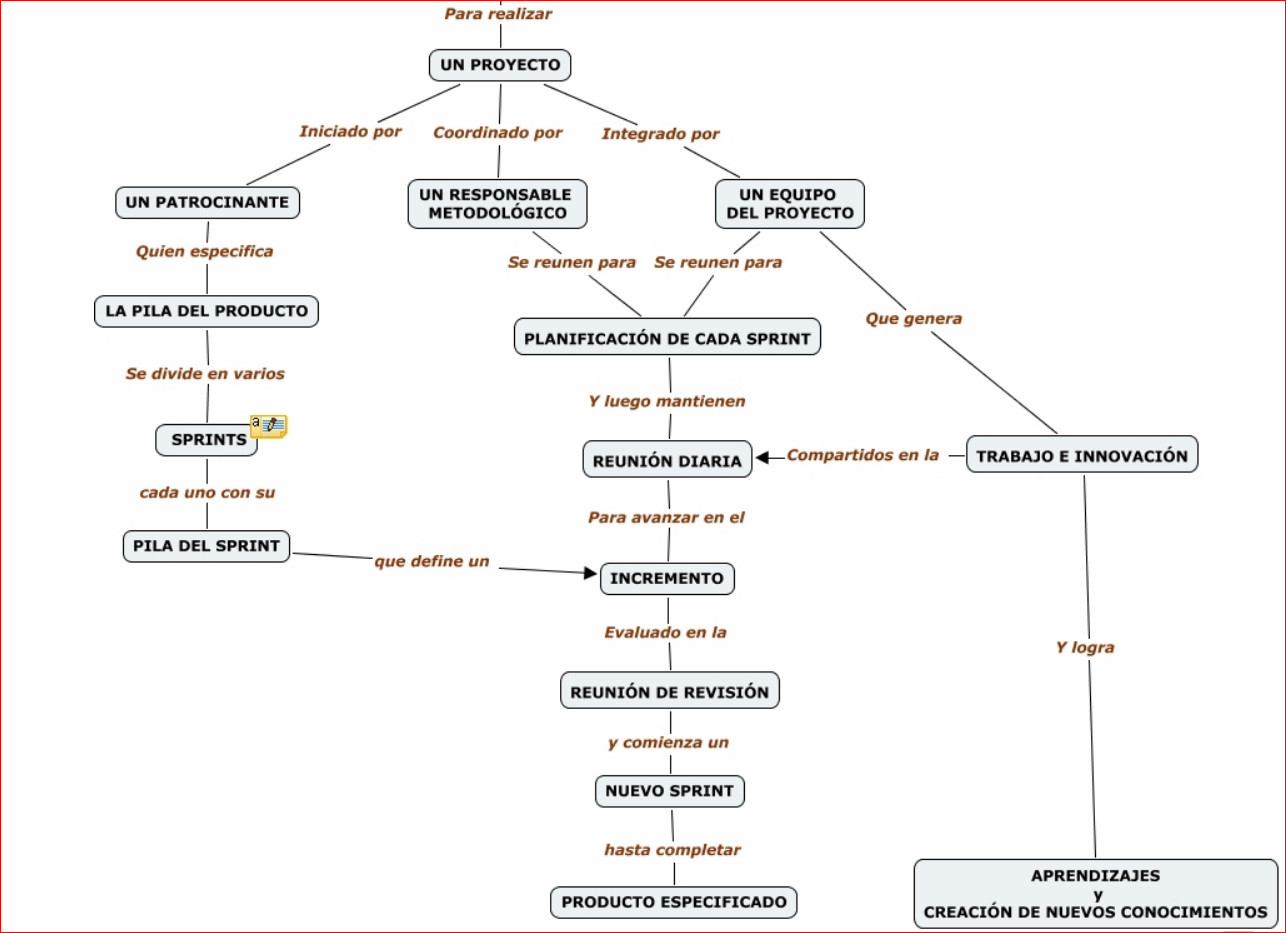 Para realizar
UN PROYECTO
Iniciado por
Coordinado por
Integrado por
UN PATROCINANTE
UN RESPONSABLE
METODOLÓGICO
UN EQUIPO
DEL PROYECTO
Quien especifica
Se reunen para
Se reunen para
LA PILA DEL PRODUCTO
PLANIFICACIÓN DE CADA SPRINT
Que genera
Se divide en varios
Y luego mantienen
SPRINTS
a
REUNIÓN DIARIA
Compartidos en la
TRABAJO E INNOVACIÓN
cada uno con su
Para avanzar en el
PILA DEL SPRINT
que define un
INCREMENTO
Evaluado en la
Y logra
REUNIÓN DE REVISIÓN
y comienza un
NUEVO SPRINT
hasta completar
PRODUCTO ESPECIFICADO
APRENDIZAJES
y
CREACIÓN DE NUEVOS CONOCIMIENTOS